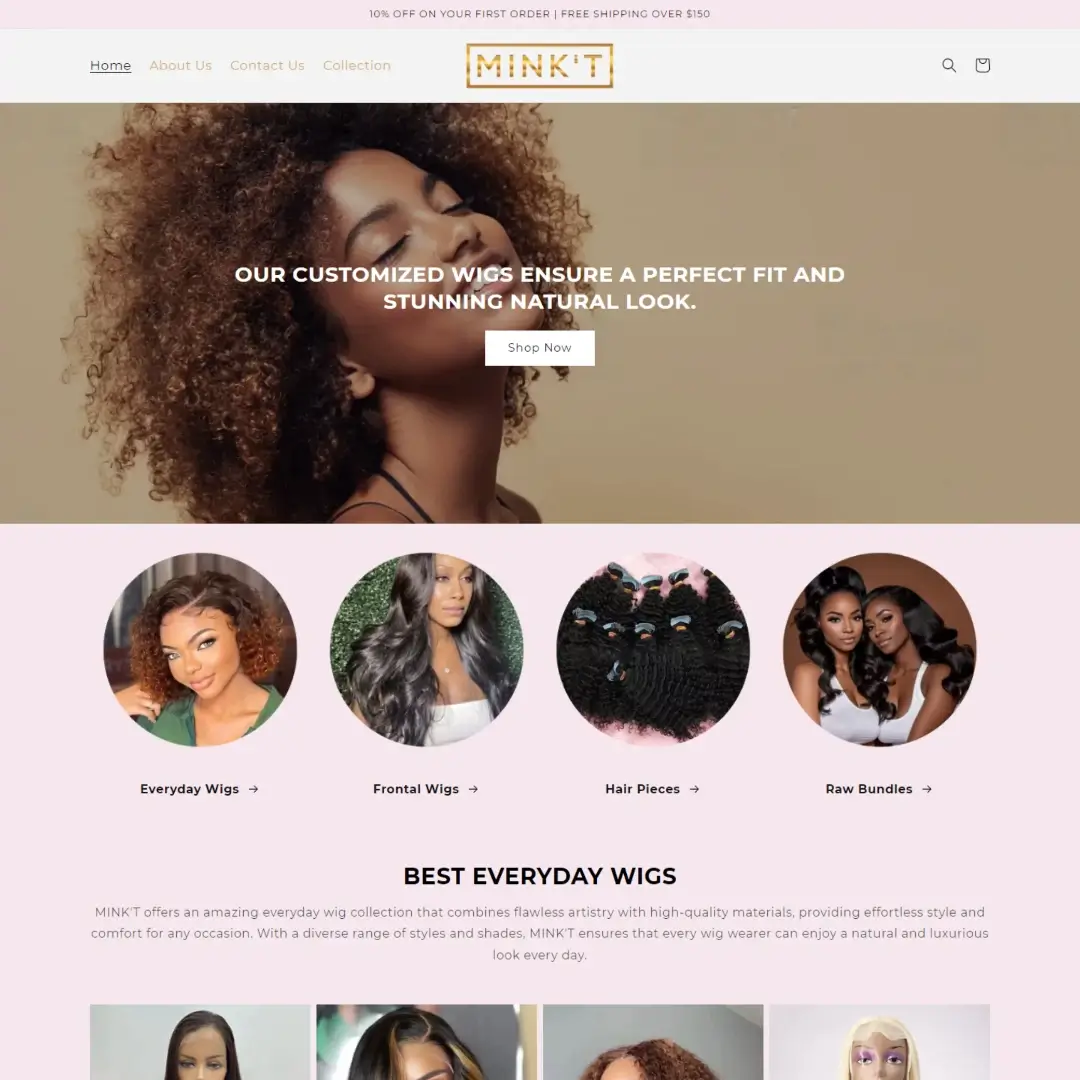 10% OFF ON YOUR FIRST ORDER | FREE SHIPPING OVER $150
Home About Us Contact Us Collection
MINK'T
OUR CUSTOMIZED WIGS ENSURE A PERFECT FIT AND
STUNNING NATURAL LOOK.
Shop Now
Everyday Wigs →
Frontal Wigs →
Hair Pieces →
Raw Bundles →
BEST EVERYDAY WIGS
MINK'T offers an amazing everyday wig collection that combines flawless artistry with high-quality materials, providing effortless style and
comfort for any occasion. With a diverse range of styles and shades, MINK'T ensures that every wig wearer can enjoy a natural and luxurious
look every day.